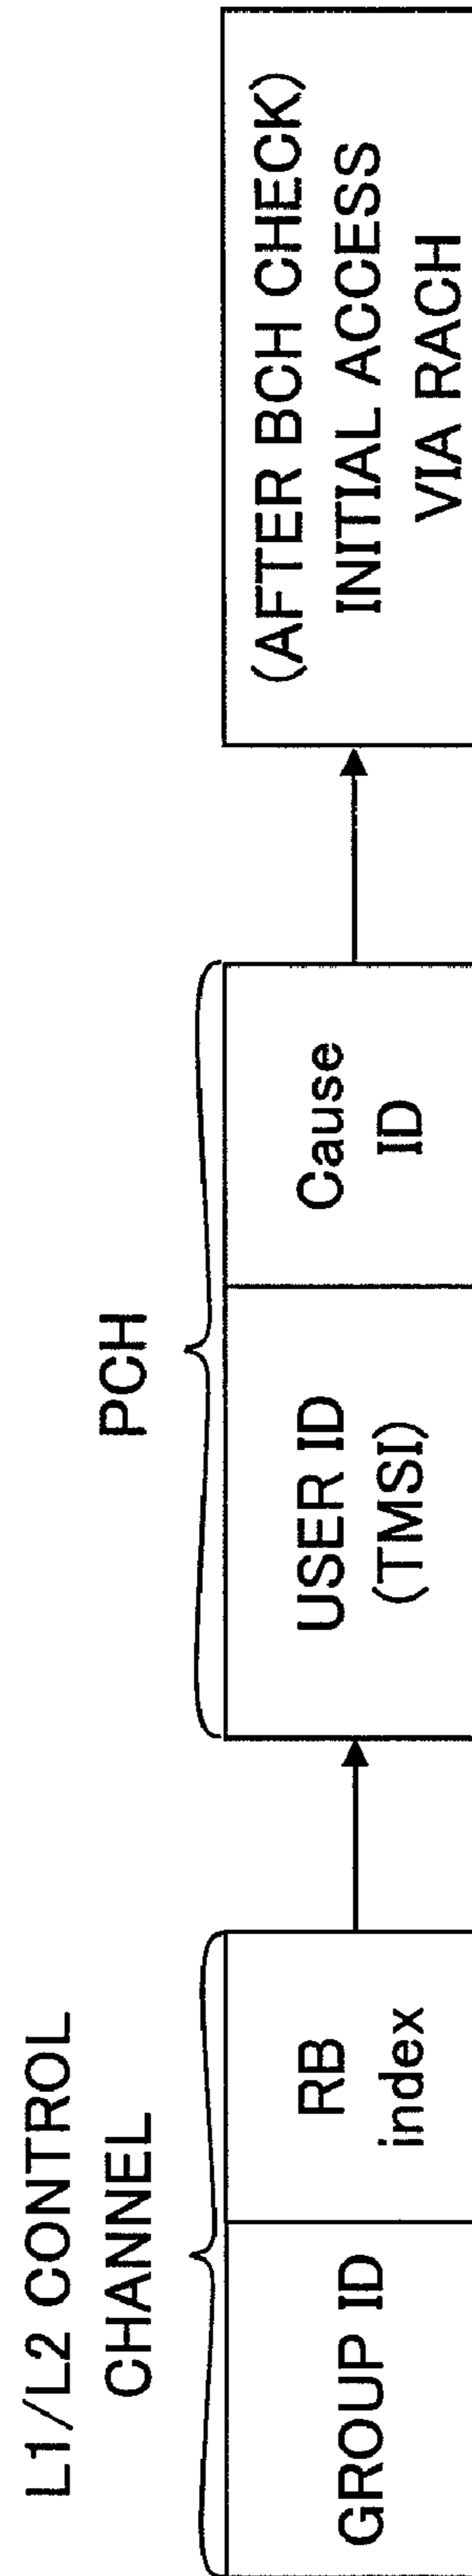 L1/L2 CONTROL
CHANNEL
GROUP ID
RB
index
PCH
USER ID
(TMSI)
Cause
ID
(AFTER BCH CHECK)
INITIAL ACCESS
VIA RACH